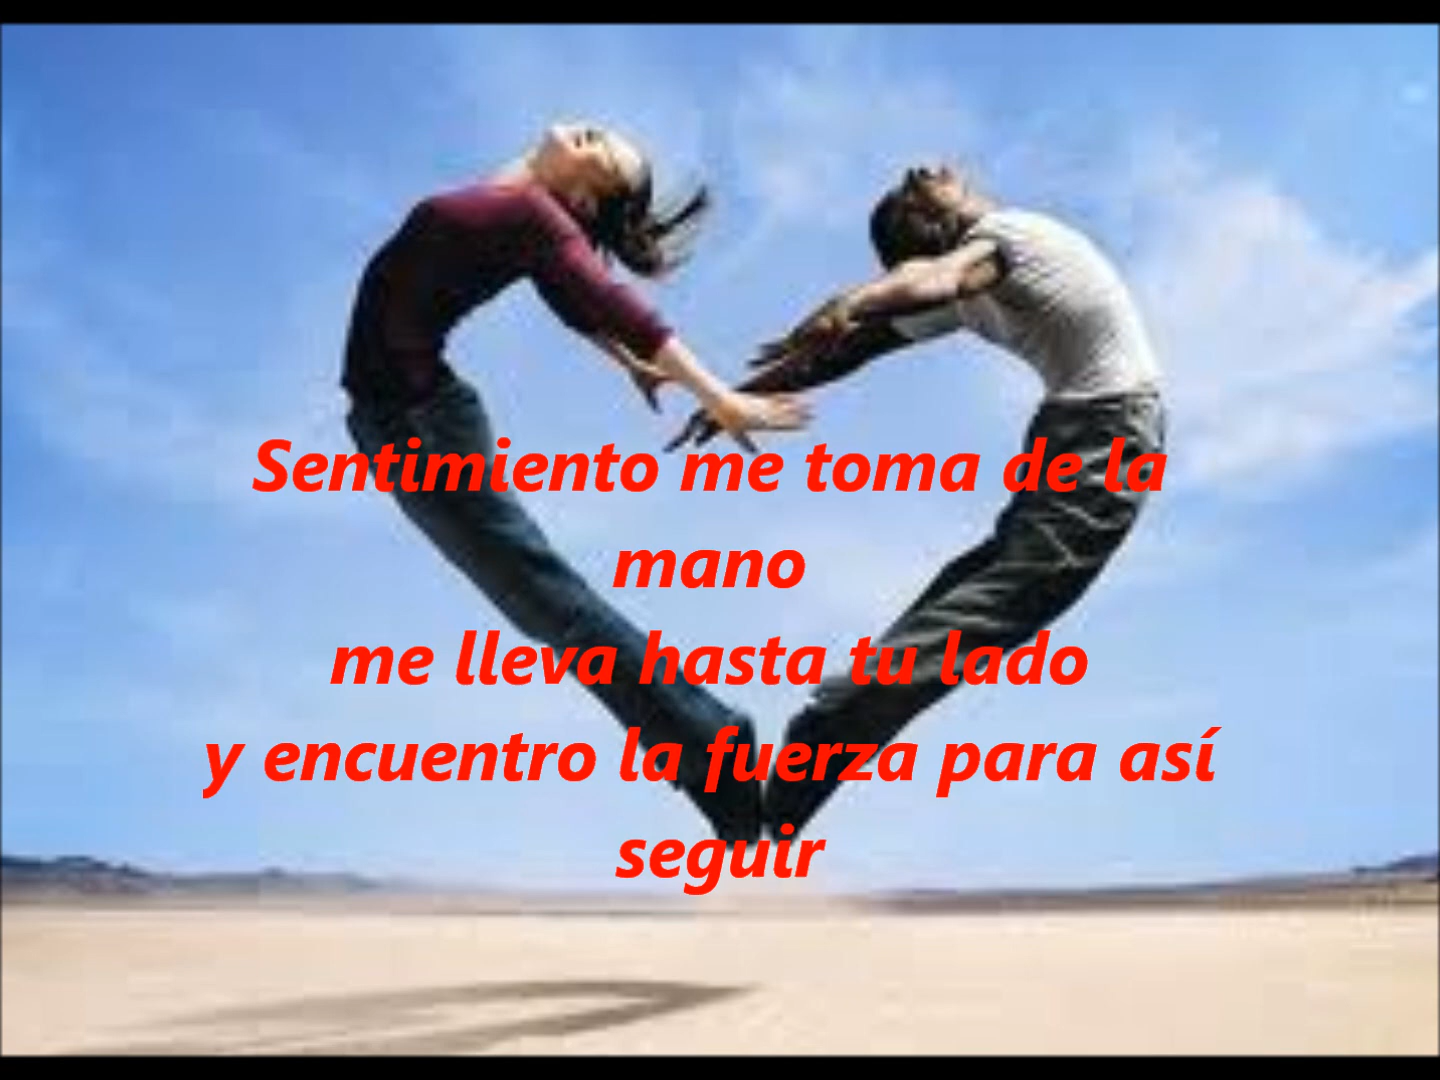 Sentimiento me toma de la
mano
me lleva hasta tu lado
y encuentro la fuerza para así
seguir